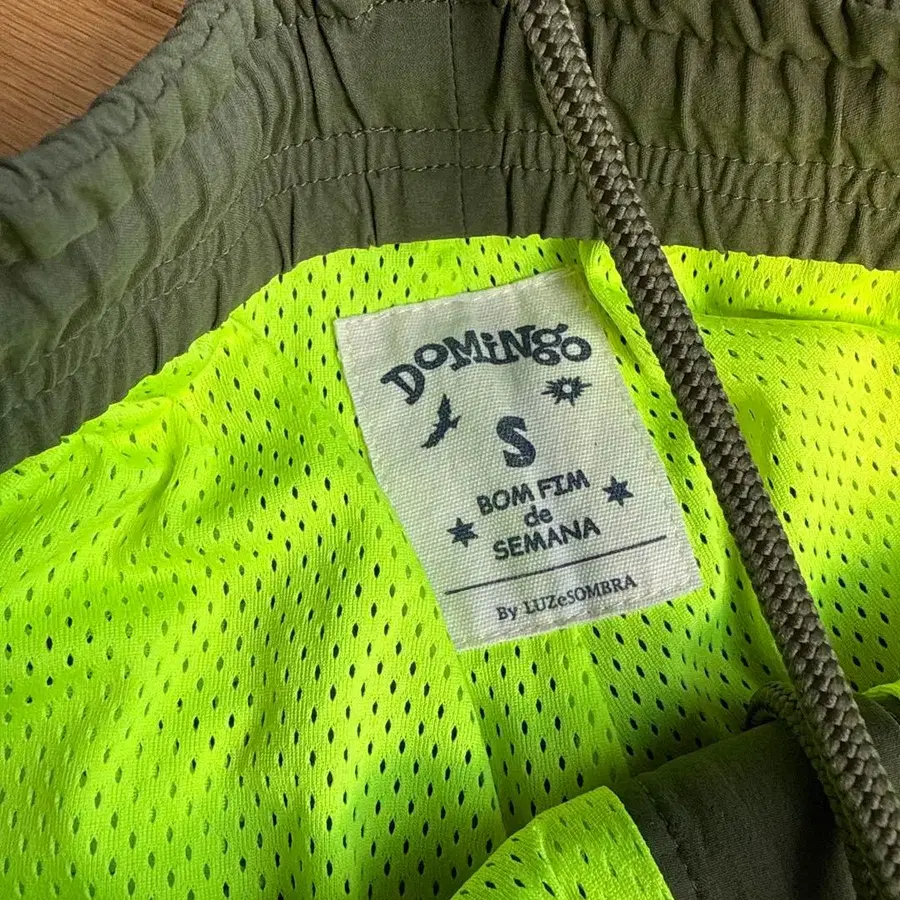 DOMiNGo
S
BOM FIM
de
SEMANA
By LUZeSOMBRA